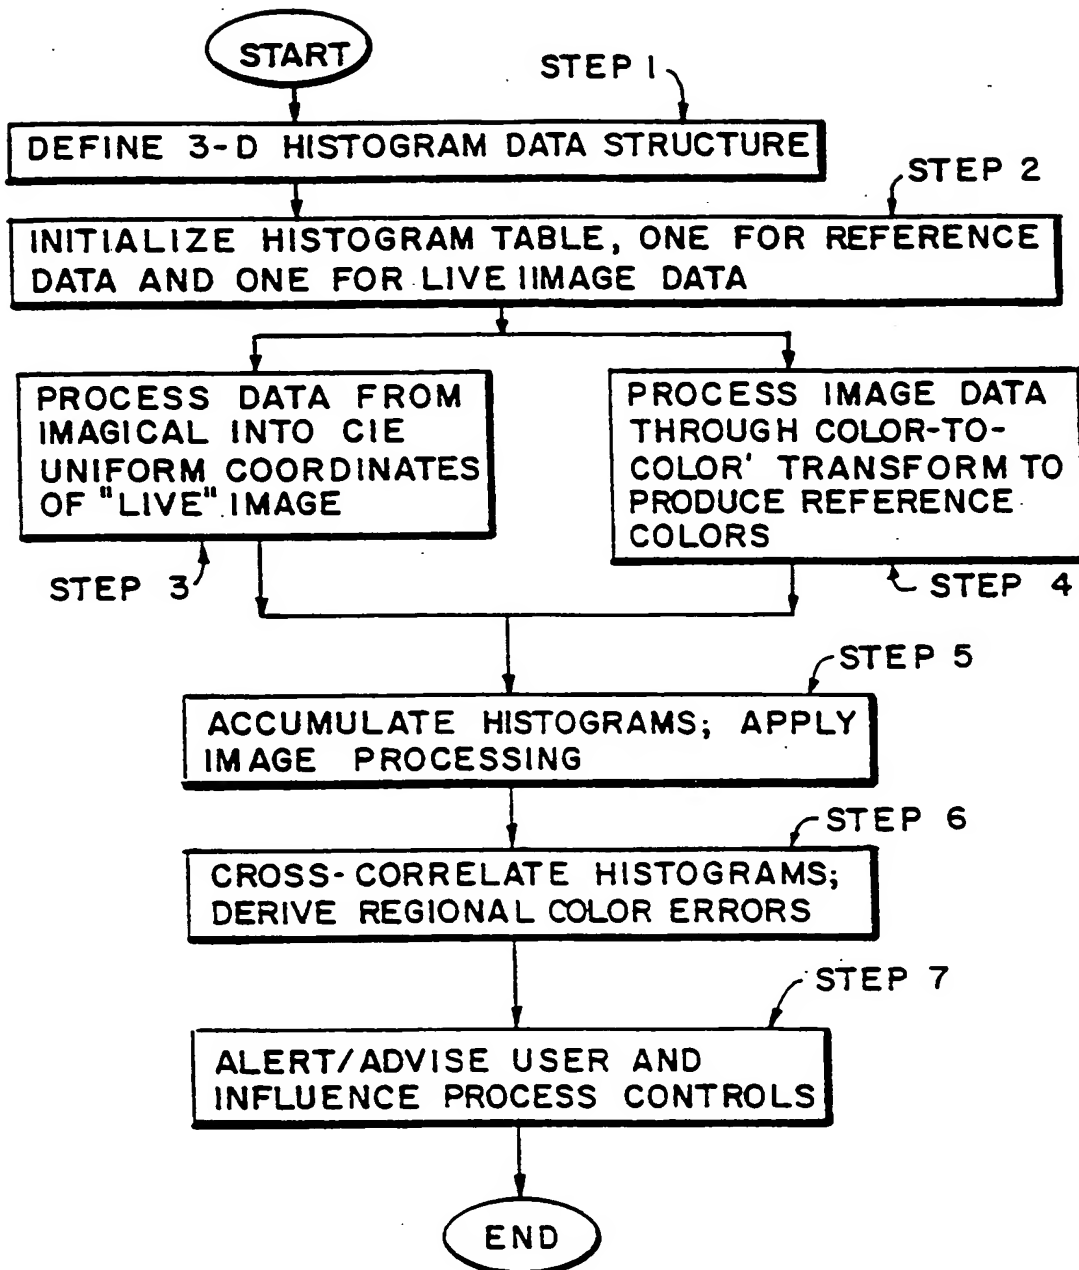 START
STEP 1
DEFINE 3-D HISTOGRAM DATA STRUCTURE
STEP 2
INITIALIZE HISTOGRAM TABLE, ONE FOR REFERENCE
DATA AND ONE FOR LIVE IIMAGE DATA
PROCESS DATA FROM
IMAGICAL INTO CIE
UNIFORM COORDINATES
OF "LIVE" IMAGE
STEP 3
PROCESS IMAGE DATA
THROUGH COLOR-TO-
COLOR' TRANSFORM TO
PRODUCE REFERENCE
COLORS
STEP 4
STEP 5
ACCUMULATE HISTOGRAMS; APPLY
IMAGE PROCESSING
STEP 6
CROSS-CORRELATE HISTOGRAMS;
DERIVE REGIONAL COLOR ERRORS
STEP 7
ALERT/ADVISE USER AND
INFLUENCE PROCESS CONTROLS
END